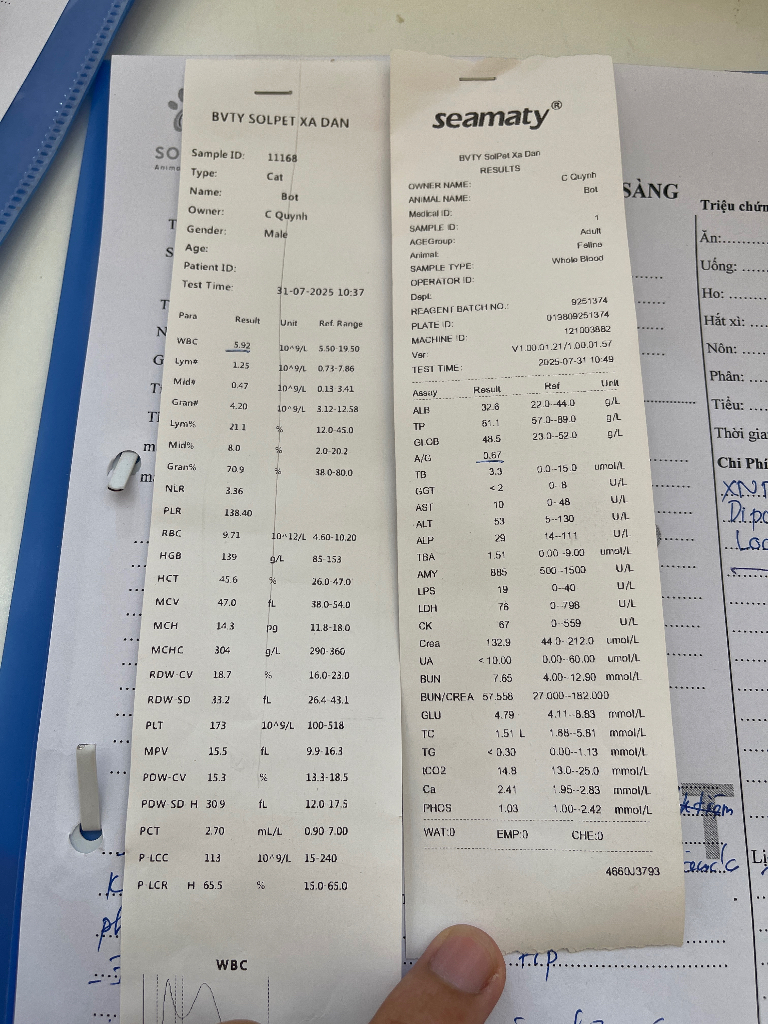 BVTY SOLPET XA DAN
Sample ID: 11168
Type: Cat
Name: Bot
Owner: C Quynh
Gender: Male
Age:
Patient ID:
Test Time: 31-07-2025 10:37
Para Result Unit Ref. Range
WBC 5.92 10^9/L 5.50-19.50
Lym# 1.25 10^9/L 0.73-7.86
Mid# 0.47 10^9/L 0.13-3.41
Gran# 4.20 10^9/L 3.12-12.58
Lym% 21.1 % 12.0-45.0
Mid% 8.0 % 2.0-20.2
Gran% 70.9 % 38.0-80.0
NLR 3.36
PLR 138.40
RBC 9.71 10^12/L 4.60-10.20
HGB 139 g/L 85-153
HCT 45.6 % 26.0-47.0
MCV 47.0 fL 38.0-54.0
MCH 14.3 pg 11.8-18.0
MCHC 304 g/L 290-360
RDW-CV 18.7 % 16.0-23.0
RDW-SD 33.2 fL 26.4-43.1
PLT 173 10^9/L 100-518
MPV 15.5 fL 9.9-16.3
PDW-CV 15.3 % 13.3-18.5
PDW-SD H 30.9 fL 12.0-17.5
PCT 2.70 mL/L 0.90-7.00
P-LCC 113 10^9/L 15-240
P-LCR H 65.5 % 15.0-65.0
WBC
seamaty®
BVTY SolPet Xa Dan
RESULTS
OWNER NAME: C Quynh
ANIMAL NAME: Bot
Medical ID:
SAMPLE ID: 1
AGEGroup: Adult
Animal: Feline
SAMPLE TYPE: Whole Blood
OPERATOR ID:
Dept:
REAGENT BATCH NO.: 9251374
PLATE ID: 019809251374
MACHINE ID: 121003882
Ver: V1.00.01.21/1.00.01.57
TEST TIME: 2025-07-31 10:49
Assay Result Ref Unit
ALB 32.6 22.0--44.0 g/L
TP 81.1 57.0--89.0 g/L
GLOB 48.5 23.0--52.0 g/L
A/G 0.67
TB 3.3 0.0--15.0 umol/L
GGT <2 0--8 U/L
AST 10 0--48 U/L
ALT 53 5--130 U/L
ALP 29 14--111 U/L
TBA 1.51 0.00--9.00 umol/L
AMY 885 500--1500 U/L
LPS 19 0--40 U/L
LDH 76 0--798 U/L
CK 67 0--559 U/L
Crea 132.9 44.0--212.0 umol/L
UA <10.00 0.00--60.00 umol/L
BUN 7.65 4.00--12.90 mmol/L
BUN/CREA 57.558 27.000--182.000
GLU 4.79 4.11--8.83 mmol/L
TC 1.51 L 1.68--5.81 mmol/L
TG <0.30 0.00--1.13 mmol/L
tCO2 14.8 13.0--25.0 mmol/L
Ca 2.41 1.95--2.83 mmol/L
PHOS 1.03 1.00--2.42 mmol/L
WAT:0 EMP:0 CHE:0
4660J3793
SÀNG
Triệu chứn
Ăn:
Uống:
Ho:
Hắt xì:
Nôn:
Phân:
Tiểu:
Thời gia
Chi Phí